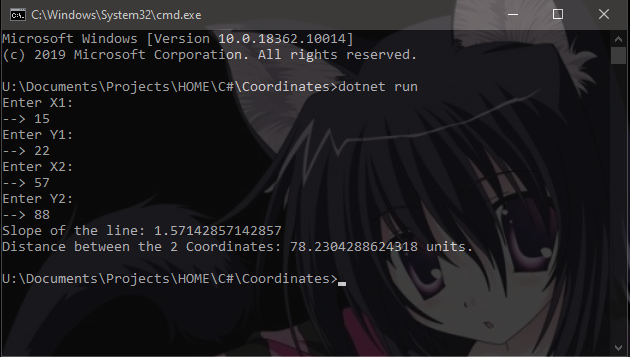 C:\Windows\System32\cmd.exe
Microsoft Windows [Version 10.0.18362.10014]
(c) 2019 Microsoft Corporation. All rights reserved.
U:\Documents\Projects\HOME\C#\Coordinates>dotnet run
Enter X1:
--> 15
Enter Y1:
--> 22
Enter X2:
--> 57
Enter Y2:
--> 88
Slope of the line: 1.57142857142857
Distance between the 2 Coordinates: 78.2304288624318 units.
U:\Documents\Projects\HOME\C#\Coordinates>